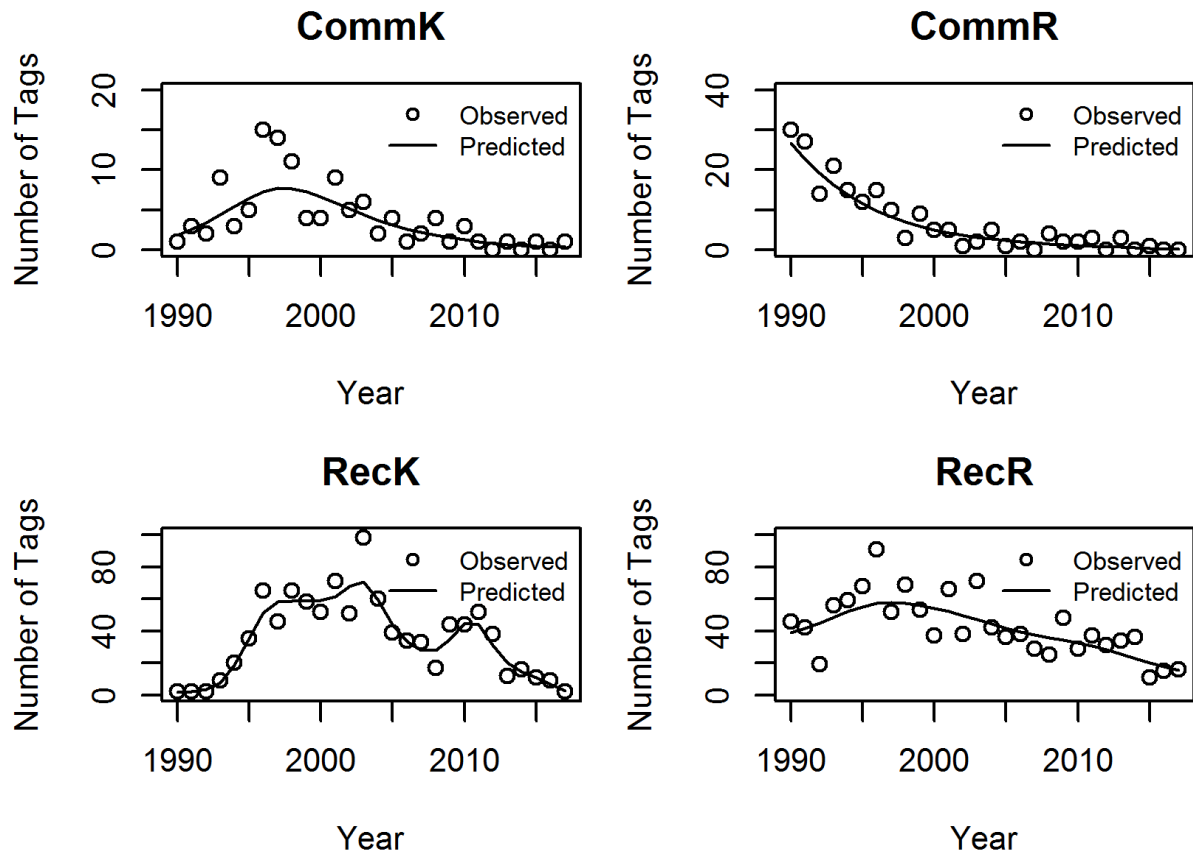 CommK
Number of Tags
20
10
0
Observed
Predicted
1990 2000 2010
Year
CommR
Number of Tags
40
20
0
Observed
Predicted
1990 2000 2010
Year
RecK
Number of Tags
80
40
0
Observed
Predicted
1990 2000 2010
Year
RecR
Number of Tags
80
40
0
Observed
Predicted
1990 2000 2010
Year